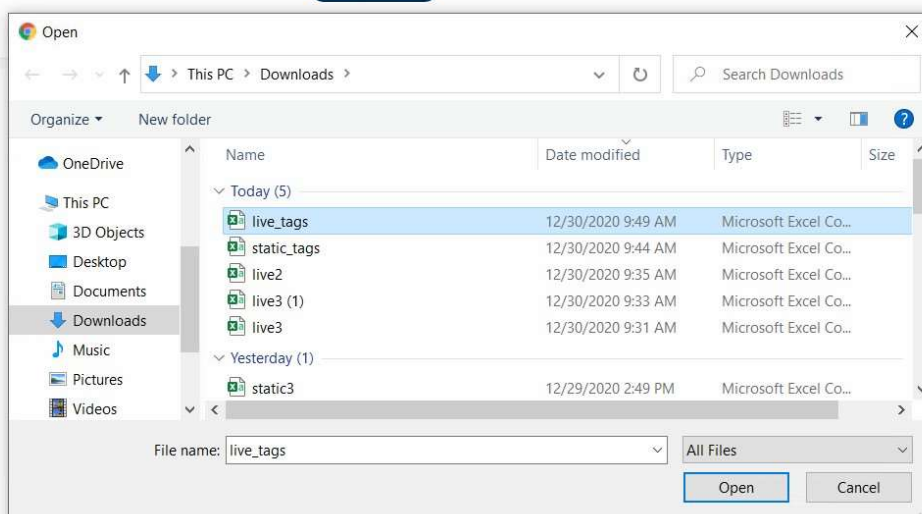 Open
This PC > Downloads >
Search Downloads
Organize
New folder
?
OneDrive
This PC
3D Objects
Desktop
Documents
Downloads
Music
Pictures
Videos
Name Date modified Type Size
Today (5)
live_tags 12/30/2020 9:49 AM Microsoft Excel Co...
static_tags 12/30/2020 9:44 AM Microsoft Excel Co...
live2 12/30/2020 9:35 AM Microsoft Excel Co...
live3 (1) 12/30/2020 9:33 AM Microsoft Excel Co...
live3 12/30/2020 9:31 AM Microsoft Excel Co...
Yesterday (1)
static3 12/29/2020 2:49 PM Microsoft Excel Co...
File name: live_tags
All Files
Open
Cancel